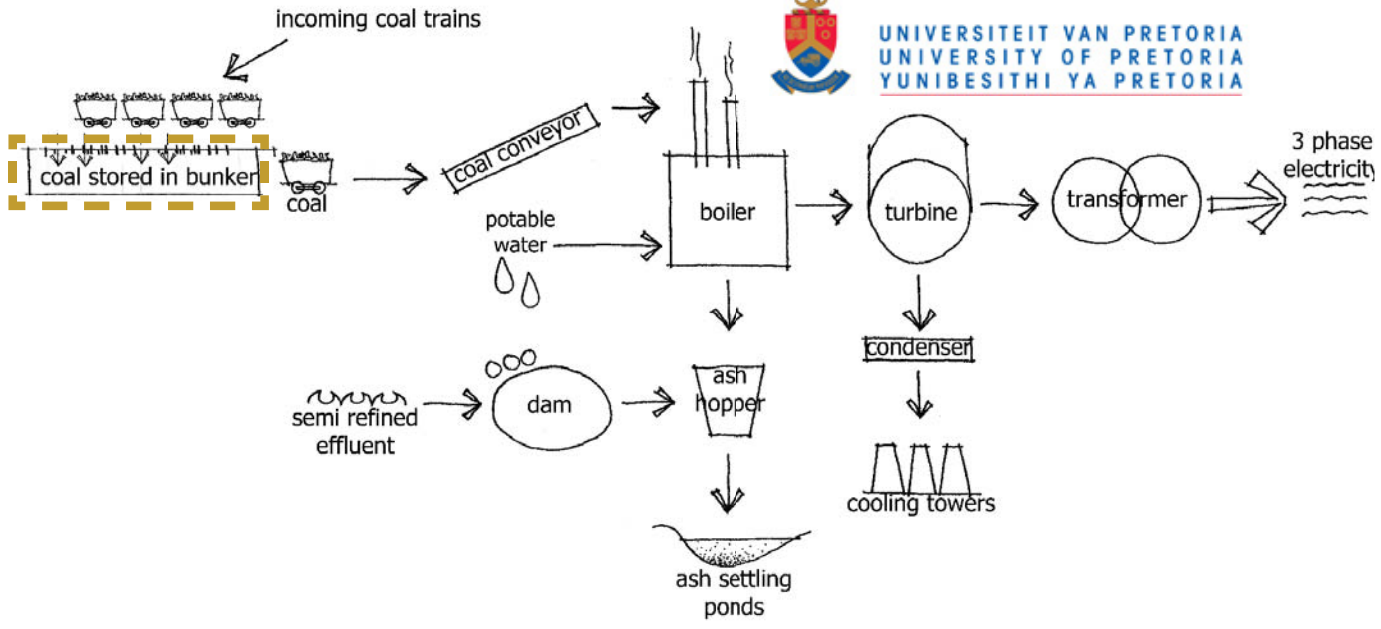 incoming coal trains
UNIVERSITEIT VAN PRETORIA
UNIVERSITY OF PRETORIA
YUNIBESITHI YA PRETORIA
coal stored in bunker
coal
coal conveyor
potable
water
boiler
turbine
transformer
3 phase
electricity
semi refined
effluent
dam
ash
hopper
condenser
cooling towers
ash settling
ponds